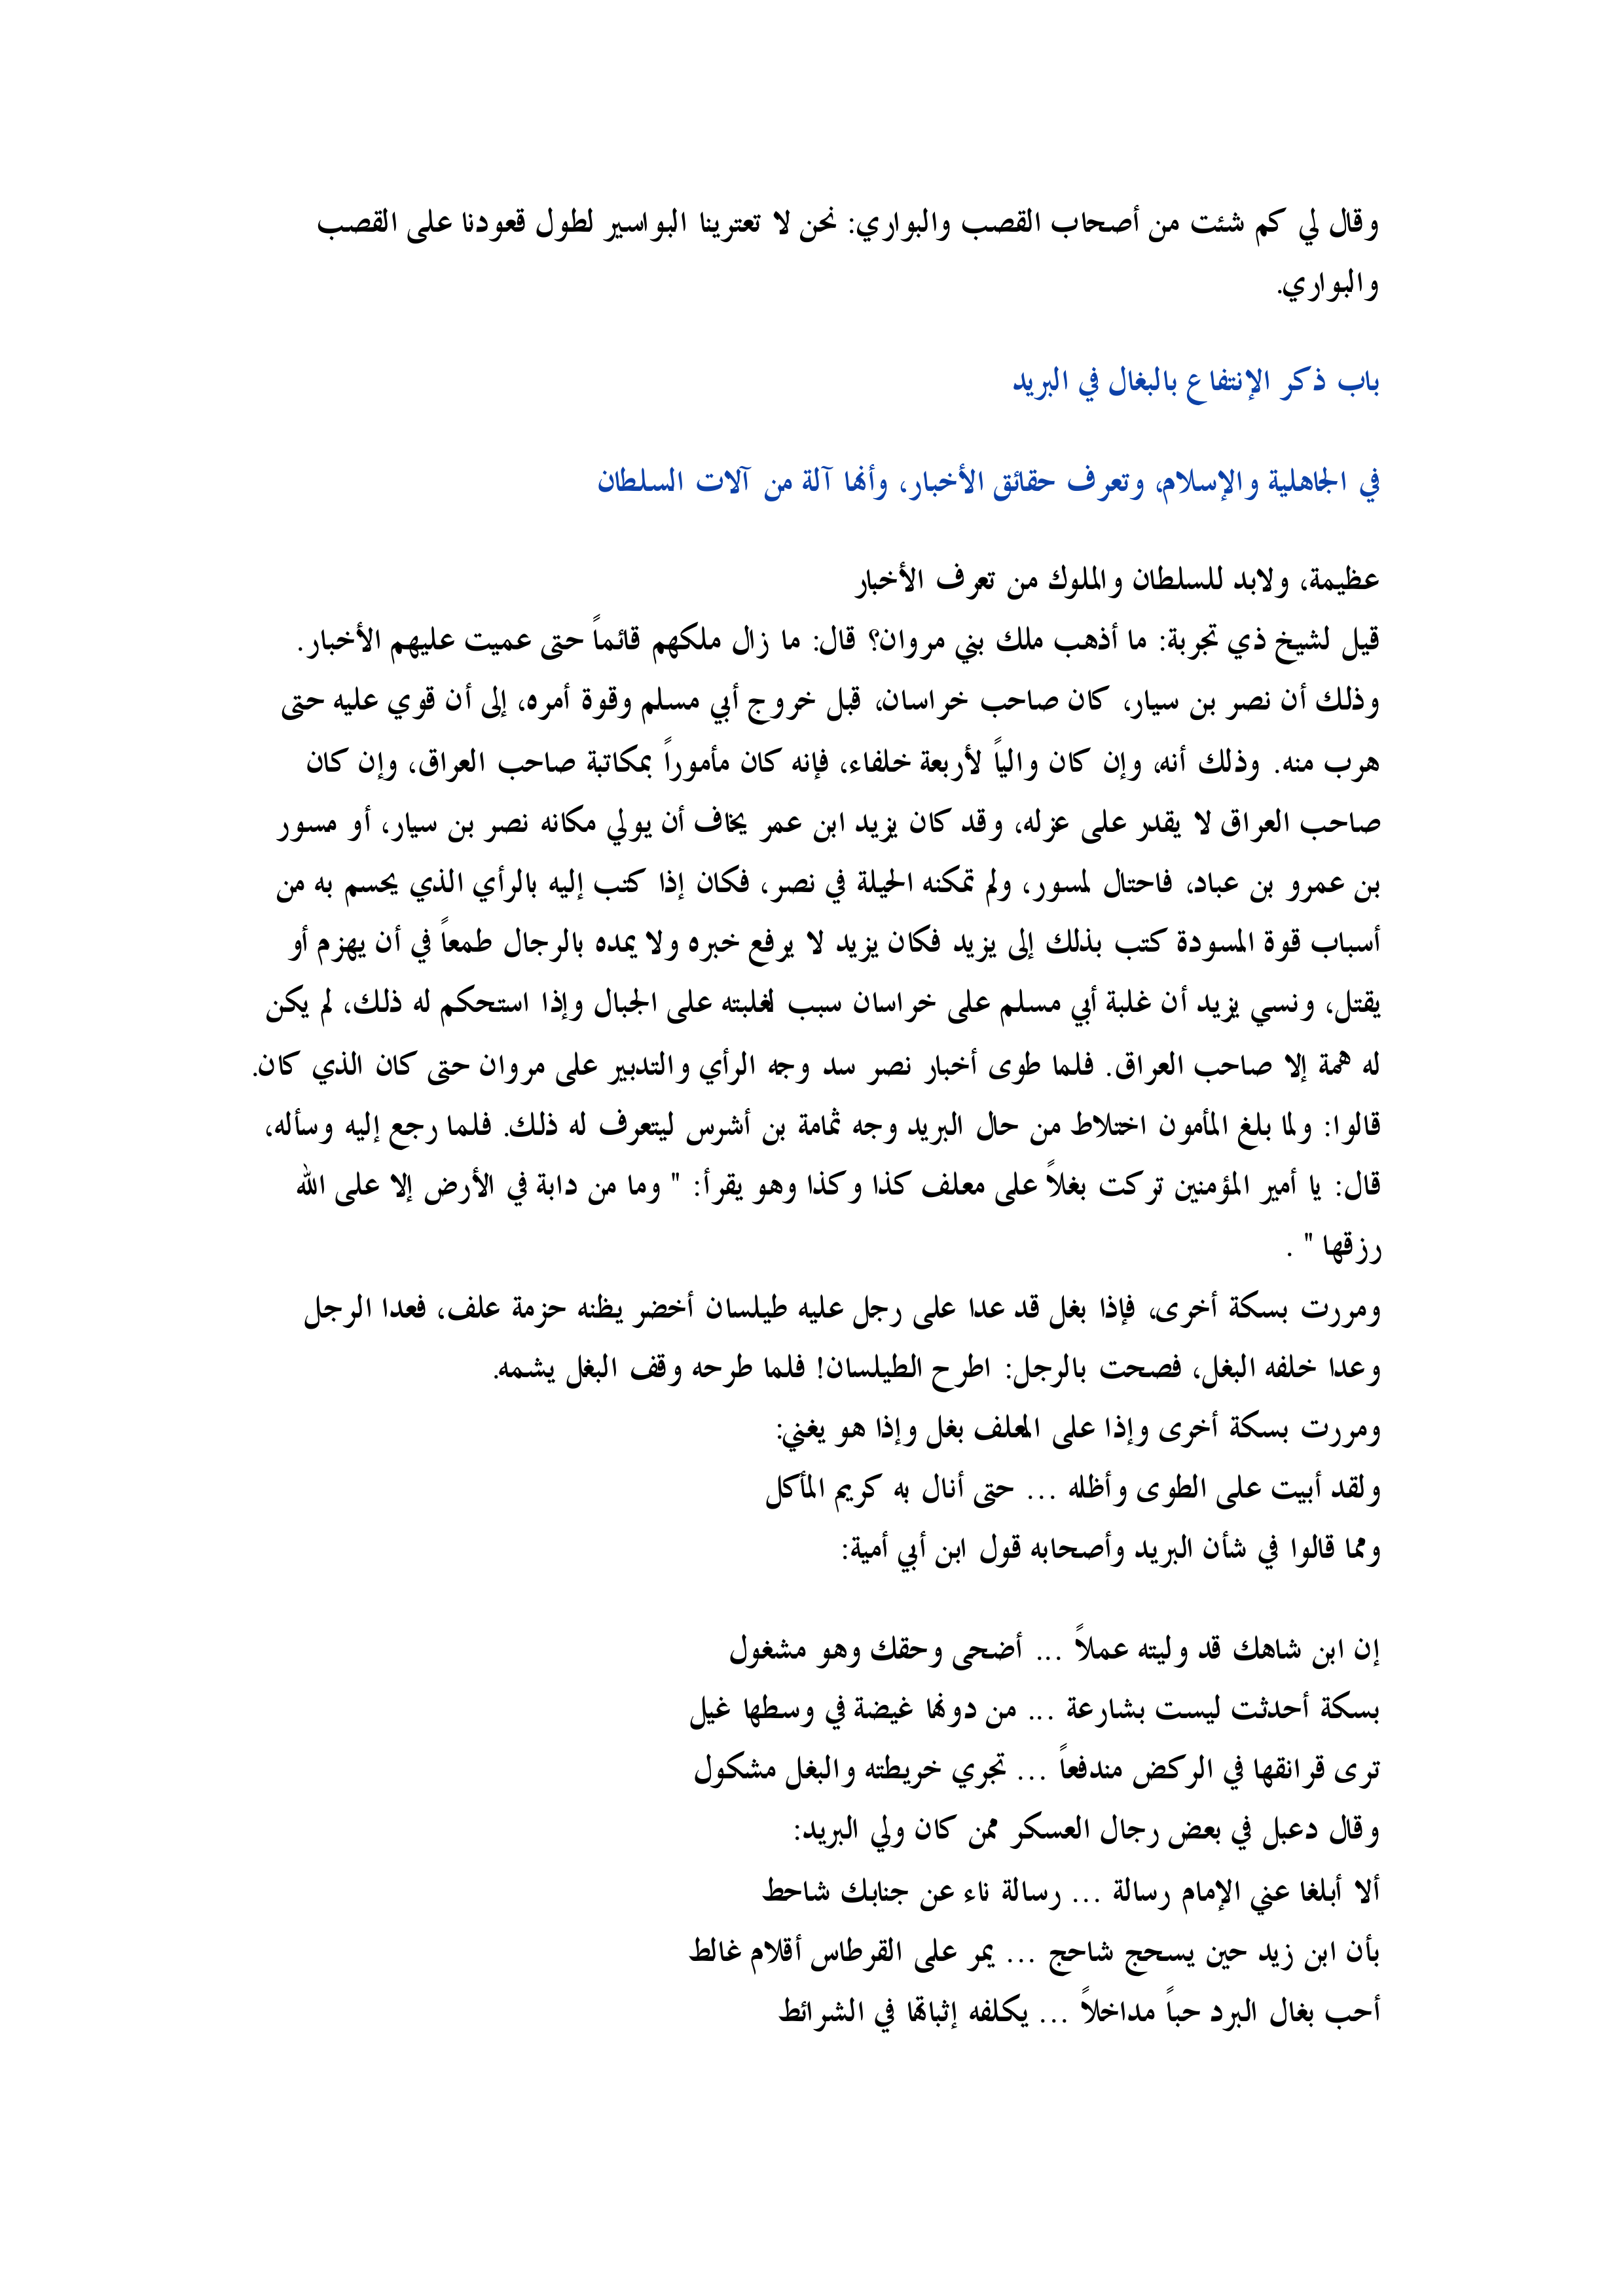 وقال لي كم شئت من أصحاب القصب والبواري: نحن لا تعترينا البواسير لطول قعودنا على القصب
والبواري.
باب ذكر الإنتفاع بالبغال في البريد
في الجاهلية والإسلام، وتعرف حقائق الأخبار، وأنها آلة من آلات السلطان
عظيمة، ولابد للسلطان والملوك من تعرف الأخبار
قيل لشيخ ذي تجربة: ما أذهب ملك بني مروان؟ قال: ما زال ملكهم قائماً حتى عميت عليهم الأخبار.
وذلك أن نصر بن سيار، كان صاحب خراسان، قبل خروج أبي مسلم وقوة أمره، إلى أن قوي عليه حتى
هرب منه. وذلك أنه، وإن كان والياً لأربعة خلفاء، فإنه كان مأموراً بمكاتبة صاحب العراق، وإن كان
صاحب العراق لا يقدر على عزله، وقد كان يزيد ابن عمر يخاف أن يولي مكانه نصر بن سيار، أو مسور
بن عمرو بن عباد، فاحتال لمسور، ولم تمكنه الحيلة في نصر، فكان إذا كتب إليه بالرأي الذي يحسم به من
أسباب قوة المسودة كتب بذلك إلى يزيد فكان يزيد لا يرفع خبره ولا يمده بالرجال طمعاً في أن يهزم أو
يقتل، ونسي يزيد أن غلبة أبي مسلم على خراسان سبب لغلبته على الجبال وإذا استحكم له ذلك، لم يكن
له همة إلا صاحب العراق. فلما طوى أخبار نصر سد وجه الرأي والتدبير على مروان حتى كان الذي كان.
قالوا: ولما بلغ المأمون اختلاط من حال البريد وجه ثمامة بن أشرس ليتعرف له ذلك. فلما رجع إليه وسأله،
قال: يا أمير المؤمنين تركت بغلاً على معلف كذا وكذا وهو يقرأ: " وما من دابة في الأرض إلا على الله
رزقها " .
ومررت بسكة أخرى، فإذا بغل قد عدا على رجل عليه طيلسان أخضر يظنه حزمة علف، فعدا الرجل
وعدا خلفه البغل، فصحت بالرجل: اطرح الطيلسان! فلما طرحه وقف البغل يشمه.
ومررت بسكة أخرى وإذا على المعلف بغل وإذا هو يغني:
ولقد أبيت على الطوى وأظله ... حتى أنال به كريم المأكل
ومما قالوا في شأن البريد وأصحابه قول ابن أبي أمية:
إن ابن شاهك قد وليته عملاً ... أضحى وحقك وهو مشغول
بسكة أحدثت ليست بشارعة ... من دونها غيضة في وسطها غيل
ترى قرانقها في الركض مندفعاً ... تجري خريطته والبغل مشكول
وقال دعبل في بعض رجال العسكر ممن كان ولي البريد:
ألا أبلغا عني الإمام رسالة ... رسالة ناء عن جنابك شاحط
بأن ابن زيد حين يسحج شاحج ... يمر على القرطاس أقلام غالط
أحب بغال البرد حباً مداخلاً ... يكلفه إثباتها في الشرائط